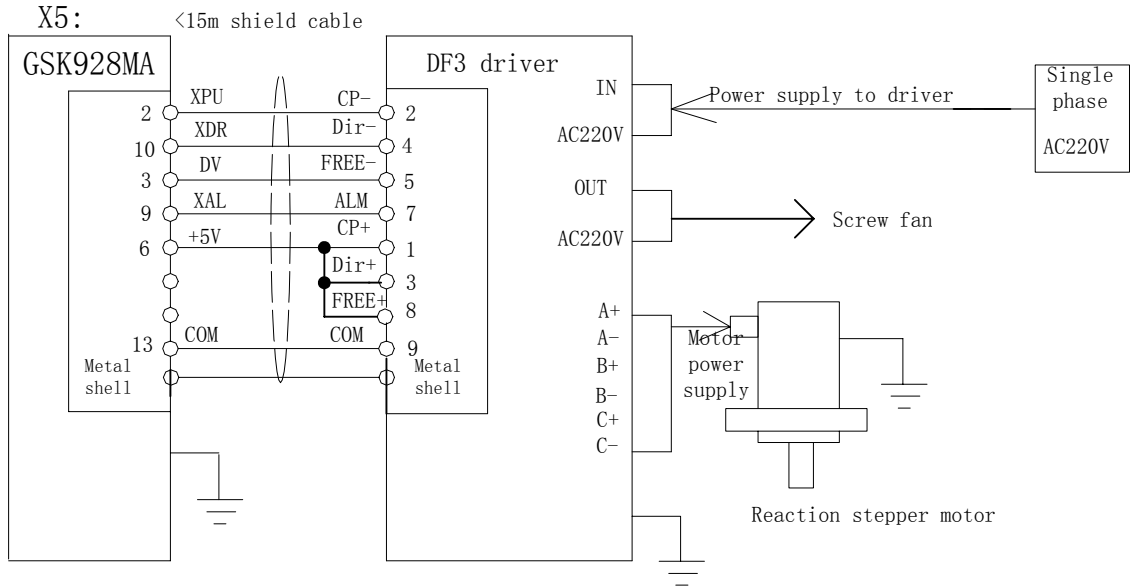 X5:
<15m shield cable
GSK928MA
DF3 driver
2 XPU CP- 2
10 XDR Dir- 4
3 DV FREE- 5
9 XAL ALM 7
6 +5V CP+ 1
Dir+ 3
FREE+ 8
13 COM COM 9
Metal shell
Metal shell
IN
AC220V
Power supply to driver
Single phase
AC220V
OUT
AC220V
Screw fan
A+
A-
B+
B-
C+
C-
Motor
power
supply
Reaction stepper motor